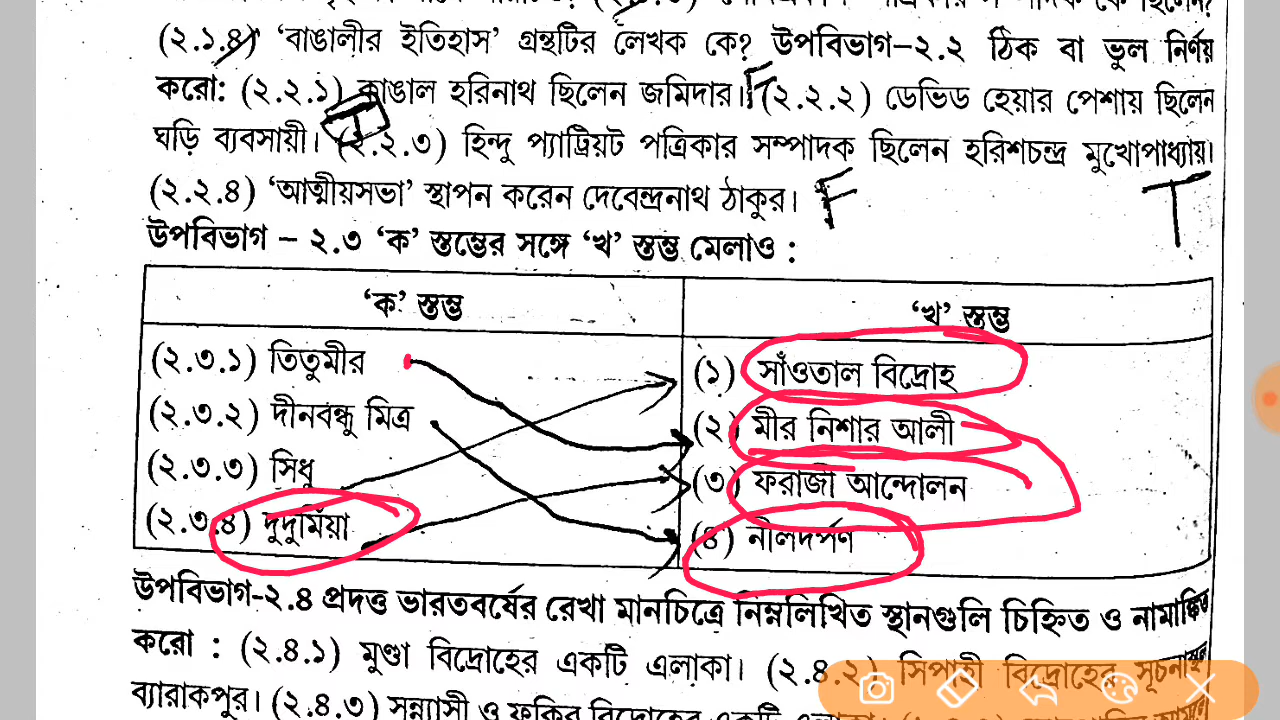 (২.১.৪) 'বাঙালীর ইতিহাস' গ্রন্থটির লেখক কে? উপবিভাগ-২.২ ঠিক বা ভুল নির্ণয়
করো: (২.২.১) কাঙাল হরিনাথ ছিলেন জমিদার। F (২.২.২) ডেভিড হেয়ার পেশায় ছিলেন
ঘড়ি ব্যবসায়ী। T (২.২.৩) হিন্দু প্যাট্রিয়ট পত্রিকার সম্পাদক ছিলেন হরিশচন্দ্র মুখোপাধ্যায়। T
(২.২.৪) 'আত্মীয়সভা' স্থাপন করেন দেবেন্দ্রনাথ ঠাকুর। F
উপবিভাগ – ২.৩ 'ক' স্তম্ভের সঙ্গে 'খ' স্তম্ভ মেলাও :
'ক' স্তম্ভ 'খ' স্তম্ভ
(২.৩.১) তিতুমীর (১) সাঁওতাল বিদ্রোহ
(২.৩.২) দীনবন্ধু মিত্র (২) মীর নিশার আলী
(২.৩.৩) সিধু (৩) ফরাজী আন্দোলন
(২.৩.৪) দুদুমিঁয়া (৪) নীলদর্পণ
উপবিভাগ-২.৪ প্রদত্ত ভারতবর্ষের রেখা মানচিত্রে নিম্নলিখিত স্থানগুলি চিহ্নিত ও নামাঙ্কিত
করো : (২.৪.১) মুণ্ডা বিদ্রোহের একটি এলাকা। (২.৪.২) সিপাহী বিদ্রোহের সূচনাস্থল
ব্যারাকপুর। (২.৪.৩) সন্ন্যাসী ও ফকির বিদ্রোহের একটি